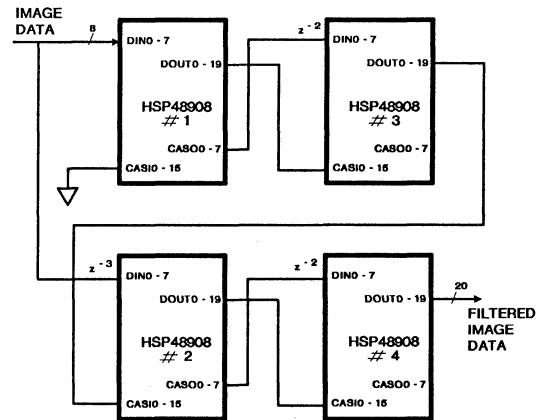 IMAGE
DATA
8
DIN0 - 7
DOUT0 - 19
HSP48908
# 1
CASO0 - 7
CASI0 - 15
z -2
DIN0 - 7
DOUT0 - 19
HSP48908
# 3
CASO0 - 7
CASI0 - 15
z -3
DIN0 - 7
DOUT0 - 19
HSP48908
# 2
CASO0 - 7
CASI0 - 15
z -2
DIN0 - 7
DOUT0 - 19
HSP48908
# 4
CASO0 - 7
CASI0 - 15
20
FILTERED
IMAGE
DATA